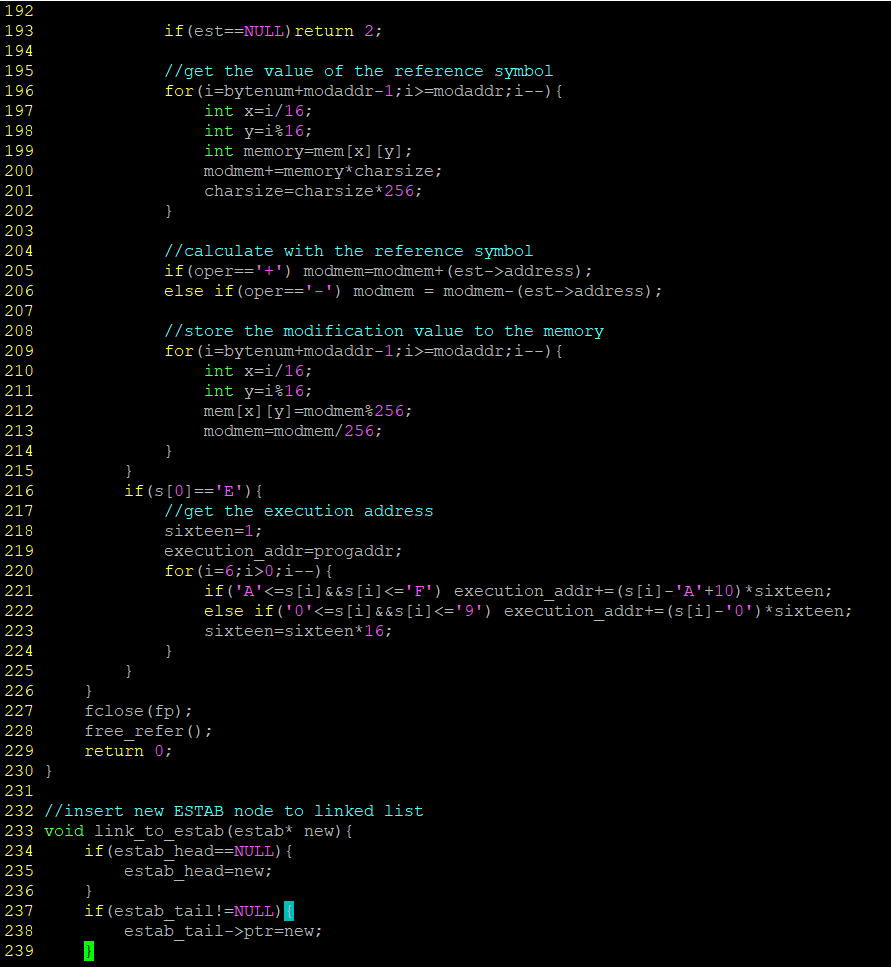 192
193             if(est==NULL)return 2;
194
195             //get the value of the reference symbol
196             for(i=bytenum+modaddr-1;i>=modaddr;i--){
197                 int x=i/16;
198                 int y=i%16;
199                 int memory=mem[x][y];
200                 modmem+=memory*charsize;
201                 charsize=charsize*256;
202             }
203
204             //calculate with the reference symbol
205             if(oper=='+') modmem=modmem+(est->address);
206             else if(oper=='-') modmem = modmem-(est->address);
207
208             //store the modification value to the memory
209             for(i=bytenum+modaddr-1;i>=modaddr;i--){
210                 int x=i/16;
211                 int y=i%16;
212                 mem[x][y]=modmem%256;
213                 modmem=modmem/256;
214             }
215         }
216         if(s[0]=='E'){
217             //get the execution address
218             sixteen=1;
219             execution_addr=progaddr;
220             for(i=6;i>0;i--){
221                 if('A'<=s[i]&&s[i]<='F') execution_addr+=(s[i]-'A'+10)*sixteen;
222                 else if('0'<=s[i]&&s[i]<='9') execution_addr+=(s[i]-'0')*sixteen;
223                 sixteen=sixteen*16;
224             }
225         }
226     }
227     fclose(fp);
228     free_refer();
229     return 0;
230 }
231
232 //insert new ESTAB node to linked list
233 void link_to_estab(estab* new){
234     if(estab_head==NULL){
235         estab_head=new;
236     }
237     if(estab_tail!=NULL){
238         estab_tail->ptr=new;
239     }